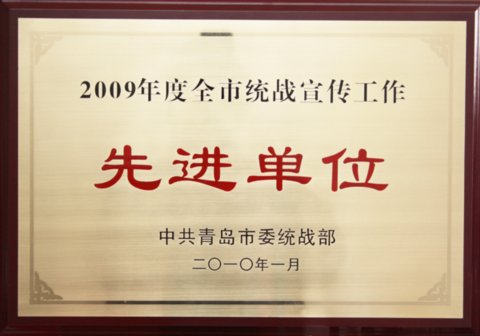 2009年度全市统战宣传工作
先进单位
中共青岛市委统战部
二〇一〇年一月